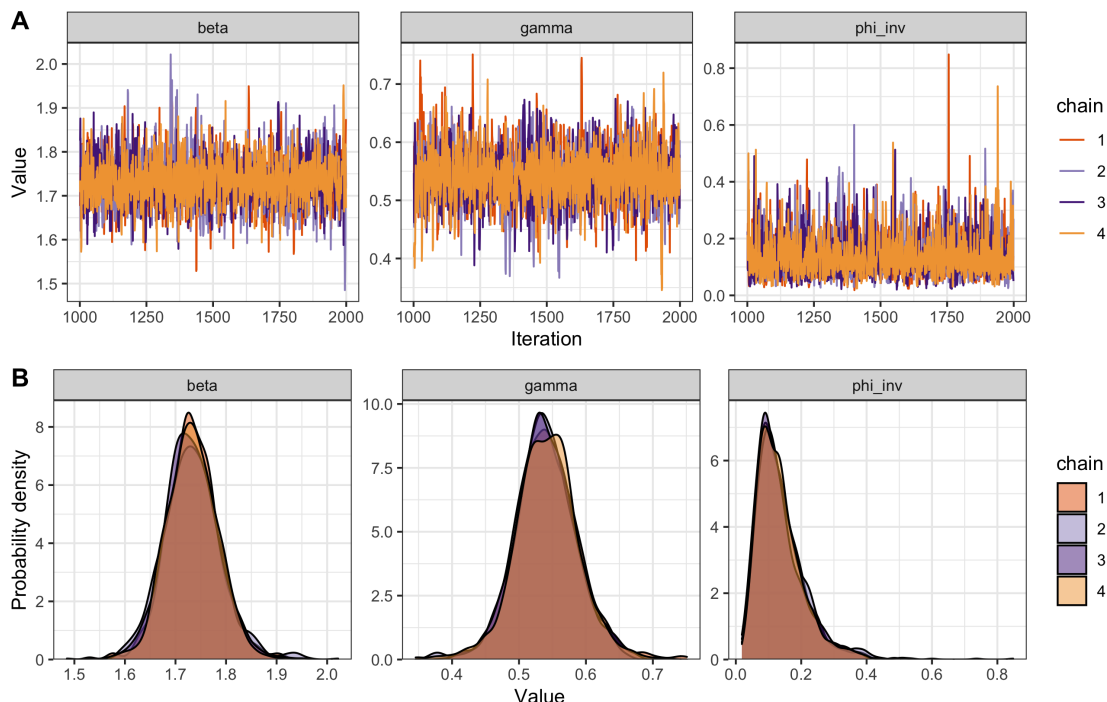 A
beta
gamma
phi_inv
Value
2.0
1.9
1.8
1.7
1.6
1.5
0.7
0.6
0.5
0.4
0.8
0.6
0.4
0.2
0.0
1000 1250 1500 1750 2000
1000 1250 1500 1750 2000
1000 1250 1500 1750 2000
Iteration
chain
1
2
3
4
B
beta
gamma
phi_inv
Probability density
8
6
4
2
0
10.0
7.5
5.0
2.5
0.0
6
4
2
0
1.5 1.6 1.7 1.8 1.9 2.0
0.4 0.5 0.6 0.7
0.0 0.2 0.4 0.6 0.8
Value
chain
1
2
3
4